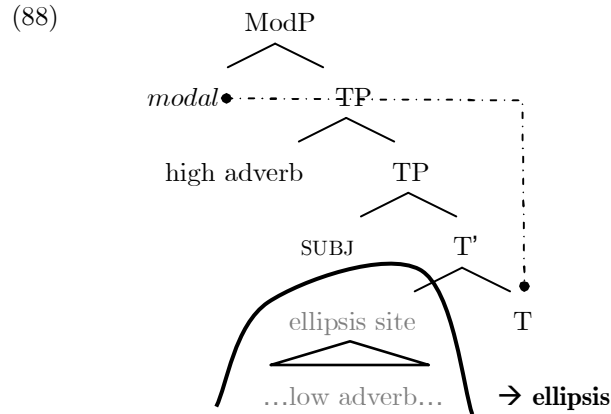 (88)
ModP
modal TP
high adverb TP
SUBJ T’
ellipsis site T
...low adverb... → ellipsis